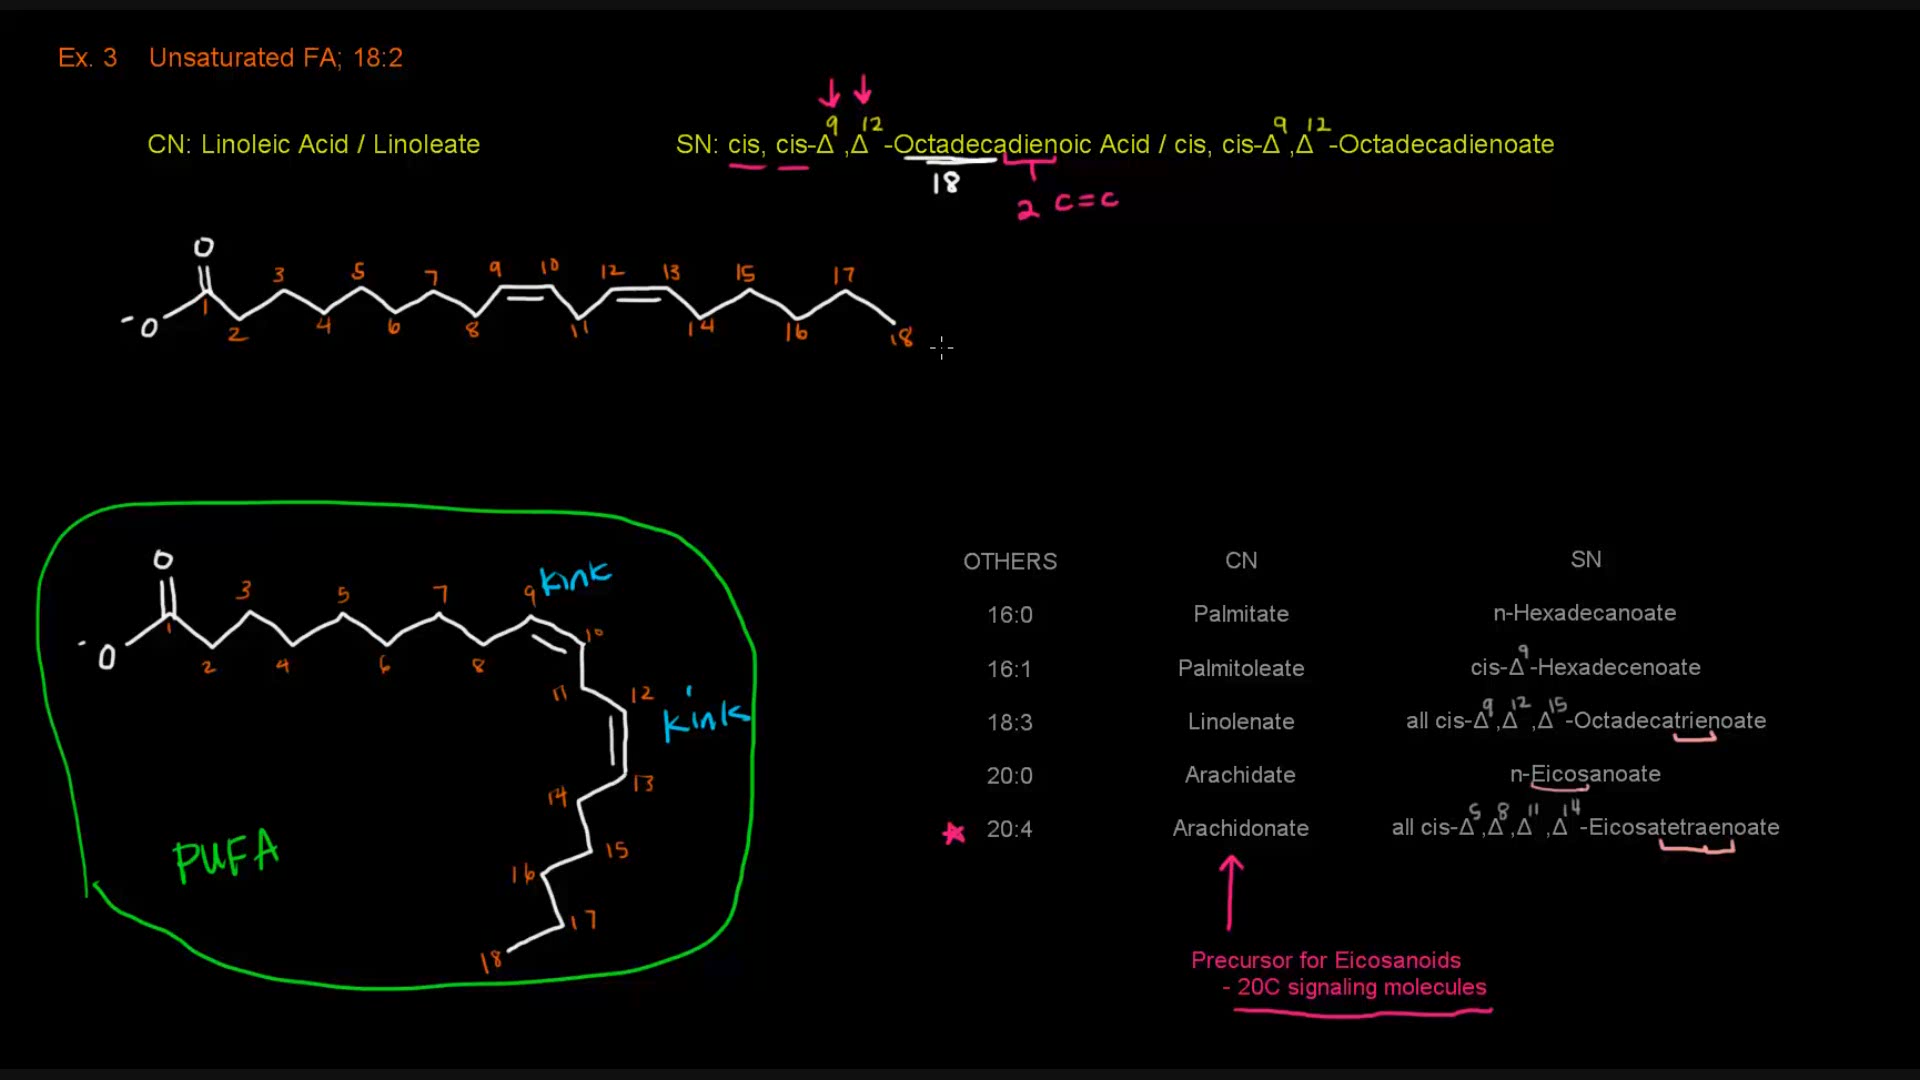 Ex. 3 Unsaturated FA; 18:2
CN: Linoleic Acid / Linoleate
SN: cis, cis-Δ⁹,Δ¹²-Octadecadienoic Acid / cis, cis-Δ⁹,Δ¹²-Octadecadienoate
18
2 C=C
O
-O
1 2 3 4 5 6 7 8 9 10 11 12 13 14 15 16 17 18
O
-O
1 2 3 4 5 6 7 8 9 10 11 12 13 14 15 16 17 18
kink
kink
PUFA
OTHERS CN SN
16:0 Palmitate n-Hexadecanoate
16:1 Palmitoleate cis-Δ⁹-Hexadecenoate
18:3 Linolenate all cis-Δ⁹,Δ¹²,Δ¹⁵-Octadecatrienoate
20:0 Arachidate n-Eicosanoate
20:4 Arachidonate all cis-Δ⁵,Δ⁸,Δ¹¹,Δ¹⁴-Eicosatetraenoate
Precursor for Eicosanoids
- 20C signaling molecules